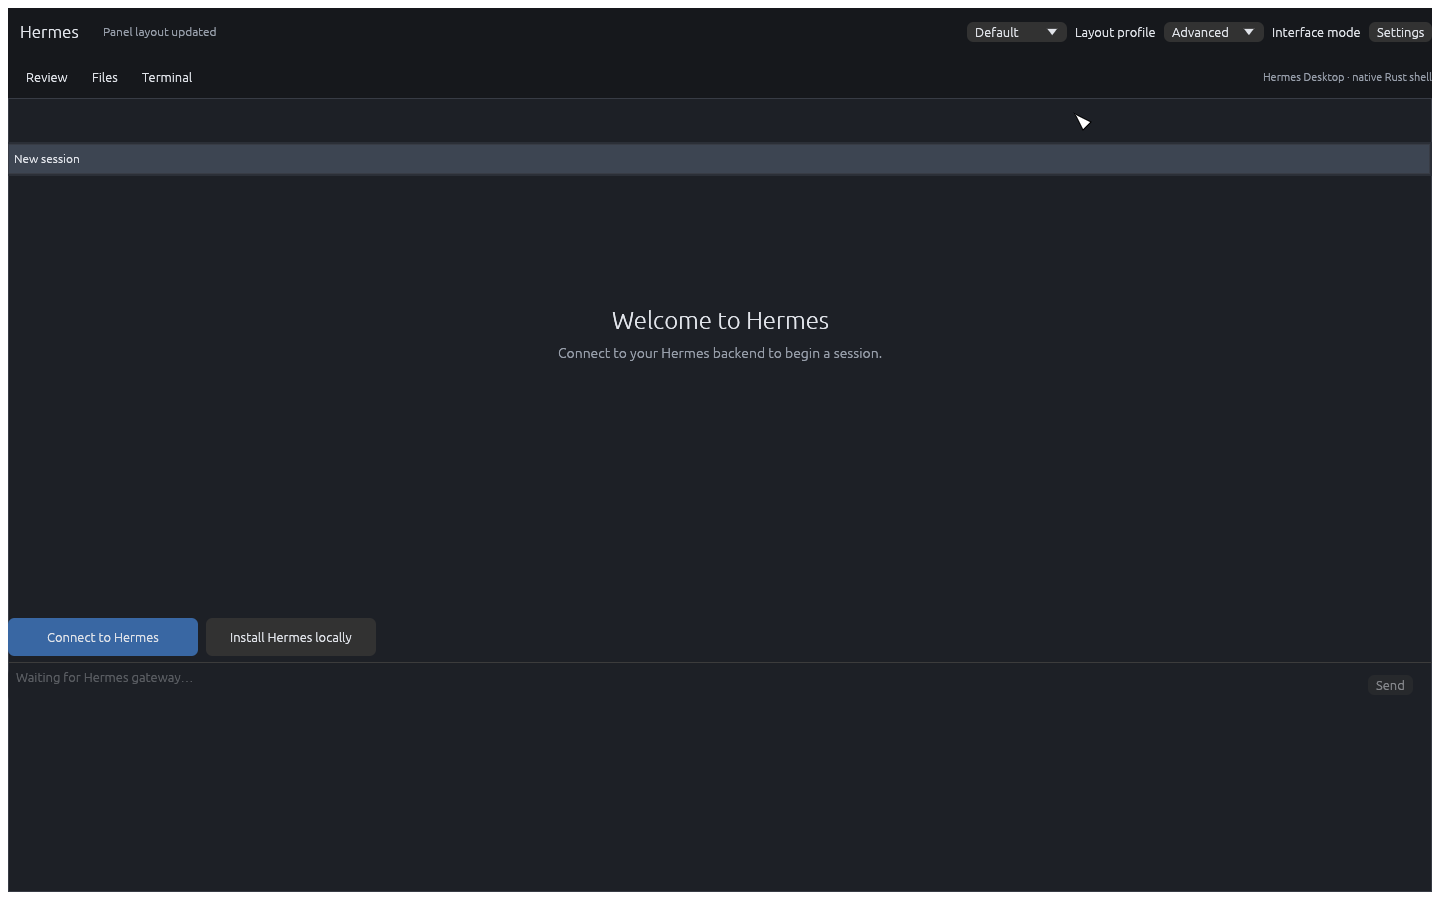 Hermes
Panel layout updated
Default
Layout profile
Advanced
Interface mode
Settings
Review
Files
Terminal
Hermes Desktop · native Rust shell
New session
Welcome to Hermes
Connect to your Hermes backend to begin a session.
Connect to Hermes
Install Hermes locally
Waiting for Hermes gateway…
Send